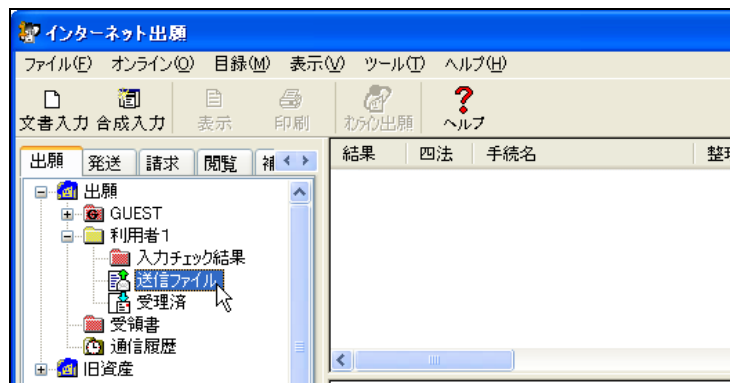 インターネット出願
ファイル(F) オンライン(O) 目録(M) 表示(V) ツール(T) ヘルプ(H)
文書入力 合成入力 表示 印刷 オンライン出願 ヘルプ
出願 発送 請求 閲覧 補
結果 四法 手続名 整理
出願
GUEST
利用者1
入力チェック結果
送信ファイル
受理済
受領書
通信履歴
旧資産